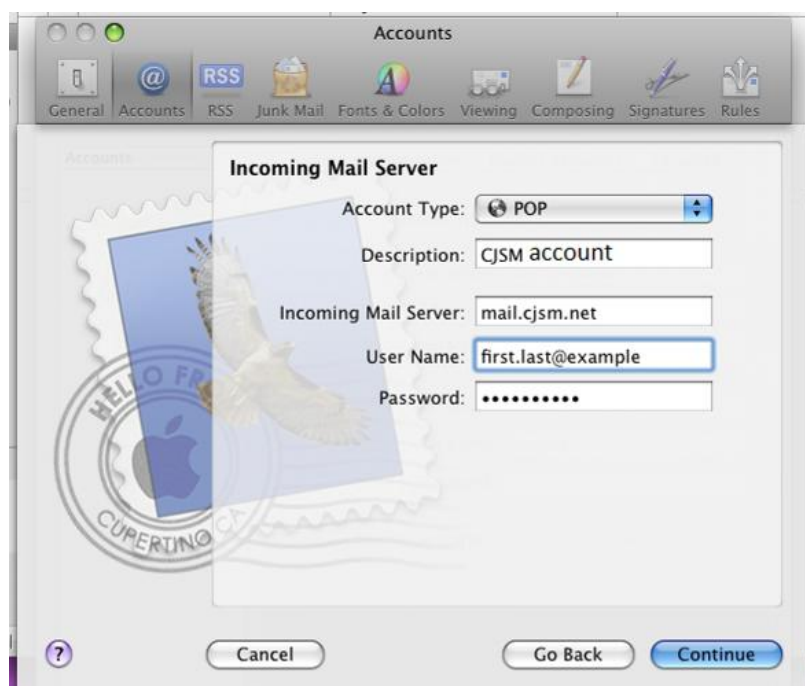 Accounts
General Accounts RSS Junk Mail Fonts & Colors Viewing Composing Signatures Rules
Accounts
Incoming Mail Server
Account Type: POP
Description: CJSM account
Incoming Mail Server: mail.cjsm.net
User Name: first.last@example
Password: ••••••••••
HELLO FR
CUPERTINO CA
? Cancel Go Back Continue